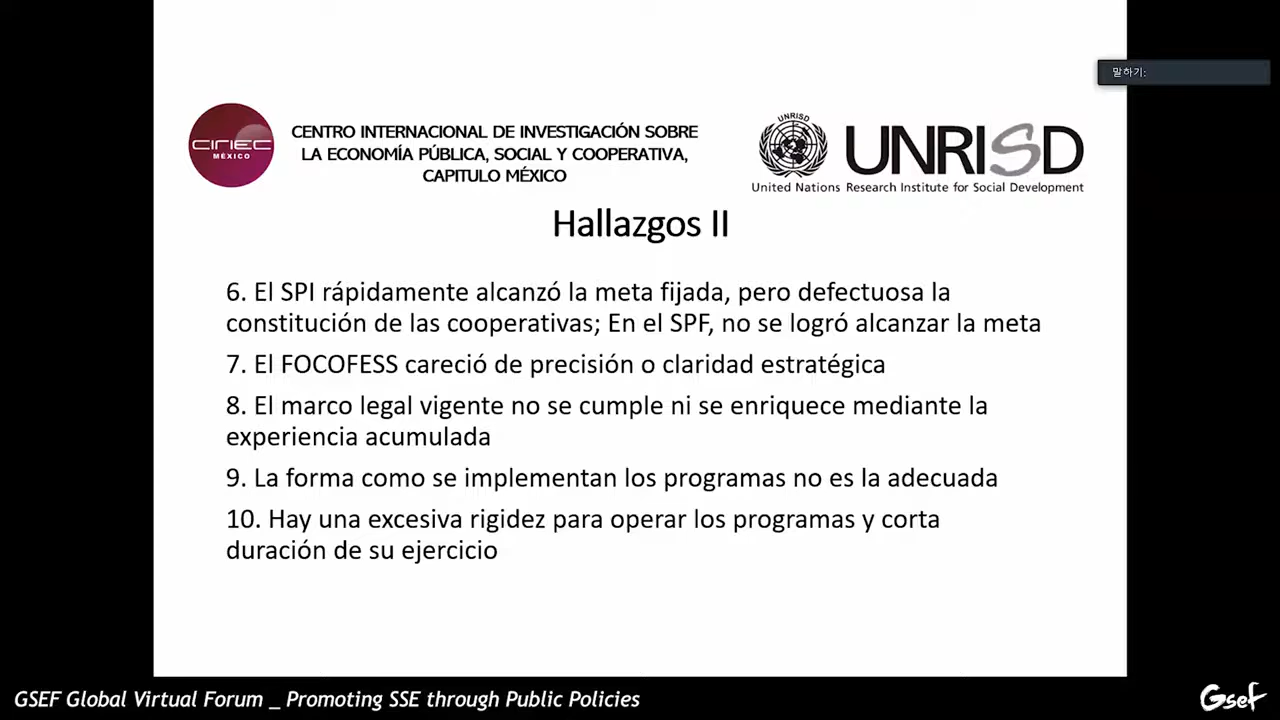 말하기:
CIRIEC
MÉXICO
CENTRO INTERNACIONAL DE INVESTIGACIÓN SOBRE
LA ECONOMÍA PÚBLICA, SOCIAL Y COOPERATIVA,
CAPITULO MÉXICO
UNRISD
UNRISD
United Nations Research Institute for Social Development
Hallazgos II
6. El SPI rápidamente alcanzó la meta fijada, pero defectuosa la
constitución de las cooperativas; En el SPF, no se logró alcanzar la meta
7. El FOCOFESS careció de precisión o claridad estratégica
8. El marco legal vigente no se cumple ni se enriquece mediante la
experiencia acumulada
9. La forma como se implementan los programas no es la adecuada
10. Hay una excesiva rigidez para operar los programas y corta
duración de su ejercicio
GSEF Global Virtual Forum _ Promoting SSE through Public Policies
Gsef